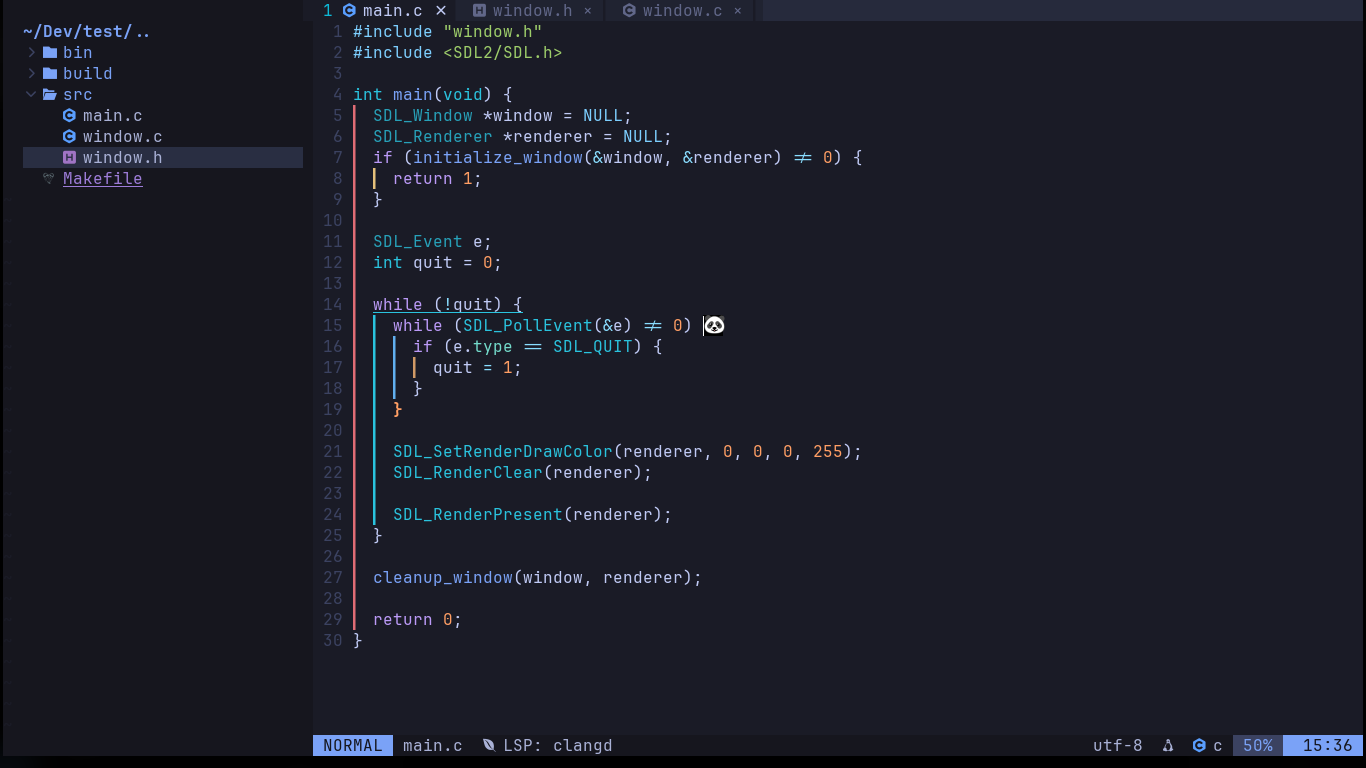 1 main.c ✕ window.h × window.c ×
~/Dev/test/..
bin
build
src
main.c
window.c
window.h
Makefile
1 #include "window.h"
2 #include <SDL2/SDL.h>
3
4 int main(void) {
5   SDL_Window *window = NULL;
6   SDL_Renderer *renderer = NULL;
7   if (initialize_window(&window, &renderer) != 0) {
8     return 1;
9   }
10
11   SDL_Event e;
12   int quit = 0;
13
14   while (!quit) {
15     while (SDL_PollEvent(&e) != 0) 🐼
16       if (e.type == SDL_QUIT) {
17         quit = 1;
18       }
19     }
20
21     SDL_SetRenderDrawColor(renderer, 0, 0, 0, 255);
22     SDL_RenderClear(renderer);
23
24     SDL_RenderPresent(renderer);
25   }
26
27   cleanup_window(window, renderer);
28
29   return 0;
30 }
NORMAL main.c LSP: clangd utf-8 c 50% 15:36